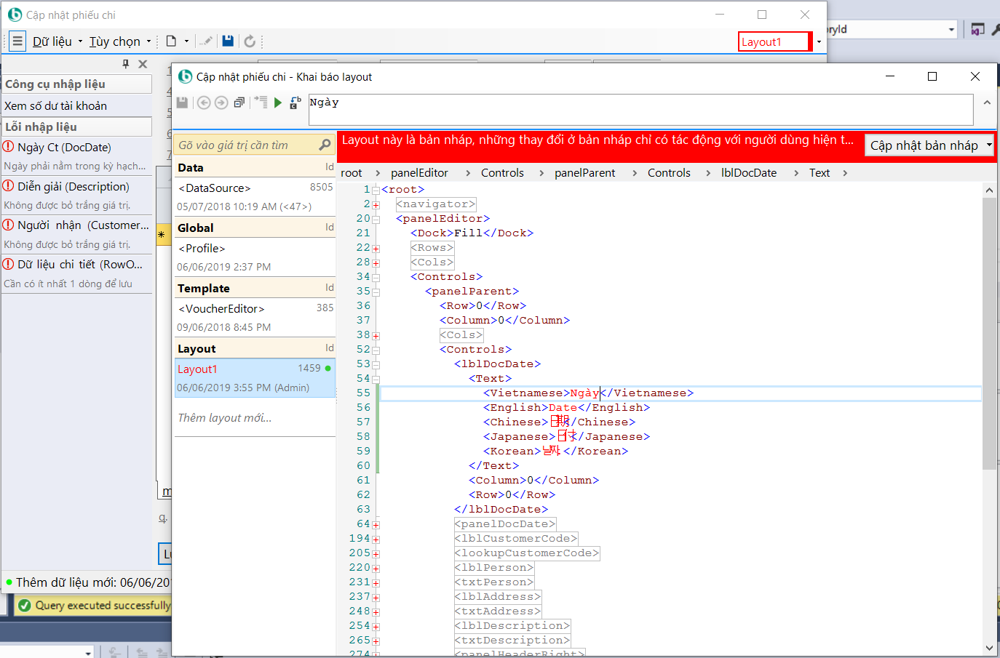 Cập nhật phiếu chi
Dữ liệu
Tùy chọn
Layout1
Công cụ nhập liệu
Xem số dư tài khoản
Lỗi nhập liệu
Ngày Ct (DocDate)
Ngày phải nằm trong kỳ hạch...
Diễn giải (Description)
Không được bỏ trắng giá trị.
Người nhận (Customer...
Không được bỏ trắng giá trị.
Dữ liệu chi tiết (RowO...
Cần có ít nhất 1 dòng để lưu
Thêm dữ liệu mới: 06/06/20
Query executed successfully
Cập nhật phiếu chi - Khai báo layout
Ngày
Gõ vào giá trị cần tìm
Data Id
<DataSource> 8505
05/07/2018 10:19 AM (<47>)
Global Id
<Profile>
06/06/2019 2:37 PM
Template Id
<VoucherEditor> 385
09/06/2018 8:45 PM
Layout Id
Layout1 1459
06/06/2019 3:55 PM (Admin)
Thêm layout mới...
Layout này là bản nháp, những thay đổi ở bản nháp chỉ có tác động với người dùng hiện t...
Cập nhật bản nháp
root > panelEditor > Controls > panelParent > Controls > lblDocDate > Text >
1 <root>
2 <navigator>
20 <panelEditor>
21 <Dock>Fill</Dock>
22 <Rows>
28 <Cols>
34 <Controls>
35 <panelParent>
36 <Row>0</Row>
37 <Column>0</Column>
38 <Cols>
52 <Controls>
53 <lblDocDate>
54 <Text>
55 <Vietnamese>Ngày</Vietnamese>
56 <English>Date</English>
57 <Chinese>日期</Chinese>
58 <Japanese>日付</Japanese>
59 <Korean>날짜</Korean>
60 </Text>
61 <Column>0</Column>
62 <Row>0</Row>
63 </lblDocDate>
64 <panelDocDate>
194 <lblCustomerCode>
205 <lookupCustomerCode>
220 <lblPerson>
231 <txtPerson>
237 <lblAddress>
248 <txtAddress>
254 <lblDescription>
265 <txtDescription>
274 <panelHeaderRight>